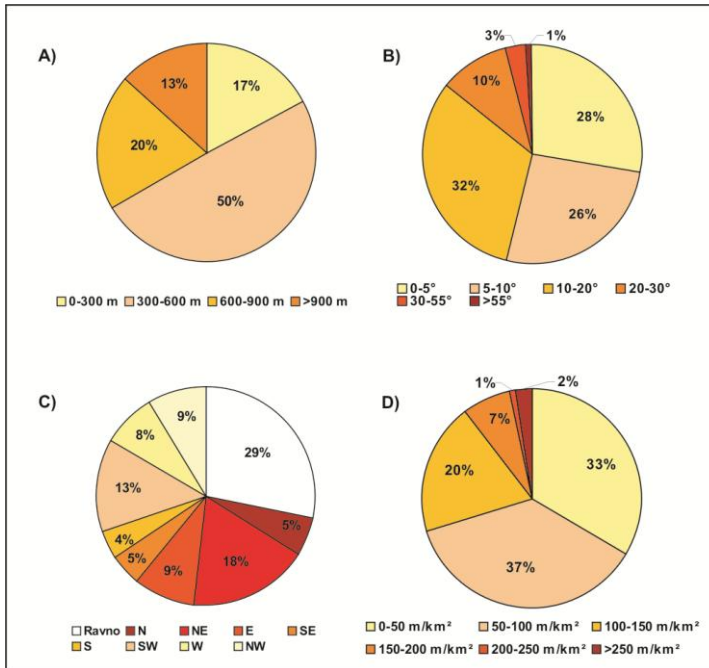 A)
13%
17%
20%
50%
0-300 m 300-600 m 600-900 m >900 m
B)
3% 1%
10%
28%
32%
26%
0-5° 5-10° 10-20° 20-30°
30-55° >55°
C)
9%
8%
29%
13%
4%
5%
5%
9%
18%
Ravno N NE E SE
S SW W NW
D)
1% 2%
7%
33%
20%
37%
0-50 m/km² 50-100 m/km² 100-150 m/km²
150-200 m/km² 200-250 m/km² >250 m/km²